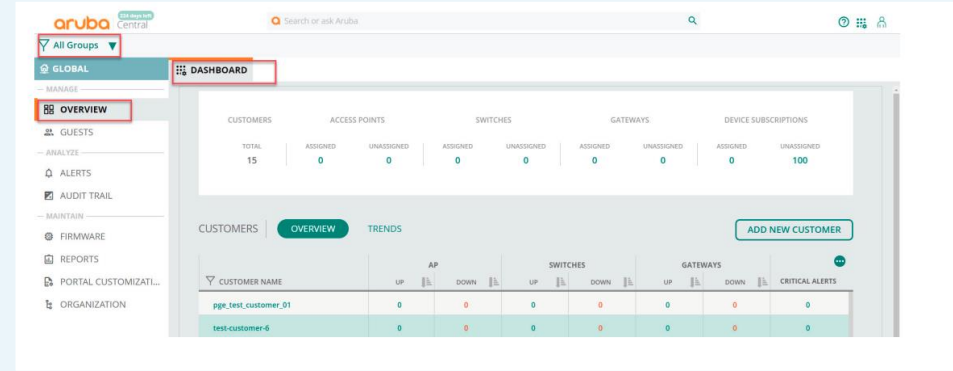 aruba Central 334 days left
Search or ask Aruba
All Groups
GLOBAL
DASHBOARD
MANAGE
OVERVIEW
GUESTS
ANALYZE
ALERTS
AUDIT TRAIL
MAINTAIN
FIRMWARE
REPORTS
PORTAL CUSTOMIZATI...
ORGANIZATION
CUSTOMERS ACCESS POINTS SWITCHES GATEWAYS DEVICE SUBSCRIPTIONS
TOTAL ASSIGNED UNASSIGNED ASSIGNED UNASSIGNED ASSIGNED UNASSIGNED ASSIGNED UNASSIGNED
15 0 0 0 0 0 0 0 100
CUSTOMERS OVERVIEW TRENDS ADD NEW CUSTOMER
AP SWITCHES GATEWAYS
CUSTOMER NAME UP DOWN UP DOWN UP DOWN CRITICAL ALERTS
pge_test_customer_01 0 0 0 0 0 0 0
test-customer-6 0 0 0 0 0 0 0